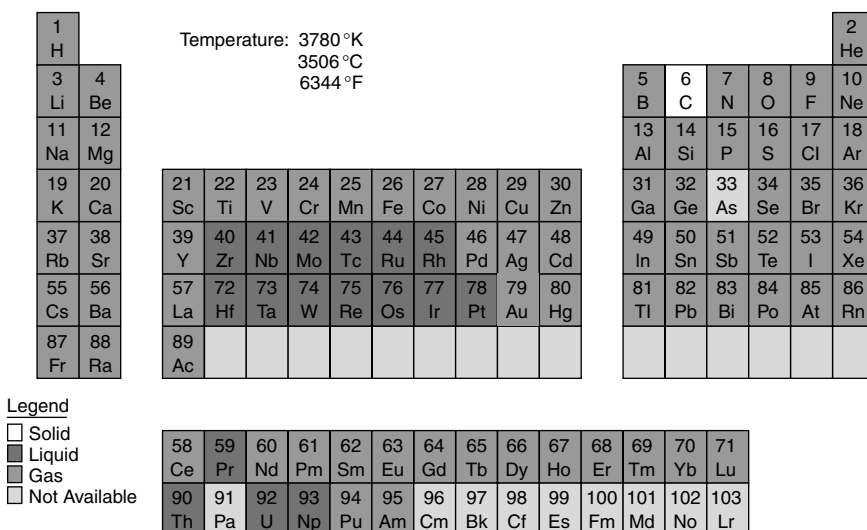 1 2
H Temperature: 3780 °K He
3506 °C
6344 °F
3 4 5 6 7 8 9 10
Li Be B C N O F Ne
11 12 13 14 15 16 17 18
Na Mg Al Si P S Cl Ar
19 20 21 22 23 24 25 26 27 28 29 30 31 32 33 34 35 36
K Ca Sc Ti V Cr Mn Fe Co Ni Cu Zn Ga Ge As Se Br Kr
37 38 39 40 41 42 43 44 45 46 47 48 49 50 51 52 53 54
Rb Sr Y Zr Nb Mo Tc Ru Rh Pd Ag Cd In Sn Sb Te I Xe
55 56 57 72 73 74 75 76 77 78 79 80 81 82 83 84 85 86
Cs Ba La Hf Ta W Re Os Ir Pt Au Hg Tl Pb Bi Po At Rn
87 88 89
Fr Ra Ac
Legend
Solid
Liquid
Gas
Not Available
58 59 60 61 62 63 64 65 66 67 68 69 70 71
Ce Pr Nd Pm Sm Eu Gd Tb Dy Ho Er Tm Yb Lu
90 91 92 93 94 95 96 97 98 99 100 101 102 103
Th Pa U Np Pu Am Cm Bk Cf Es Fm Md No Lr